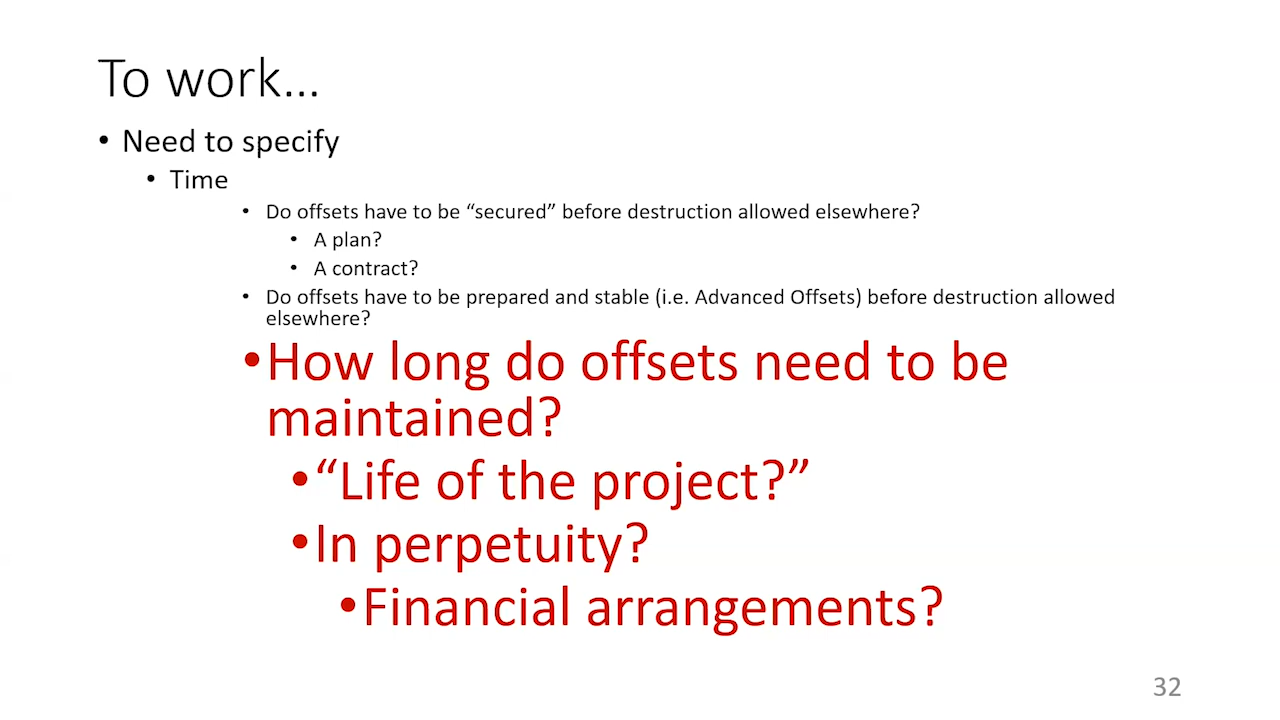 To work...
• Need to specify
• Time
• Do offsets have to be “secured” before destruction allowed elsewhere?
• A plan?
• A contract?
• Do offsets have to be prepared and stable (i.e. Advanced Offsets) before destruction allowed
elsewhere?
•How long do offsets need to be
maintained?
•“Life of the project?”
•In perpetuity?
•Financial arrangements?
32